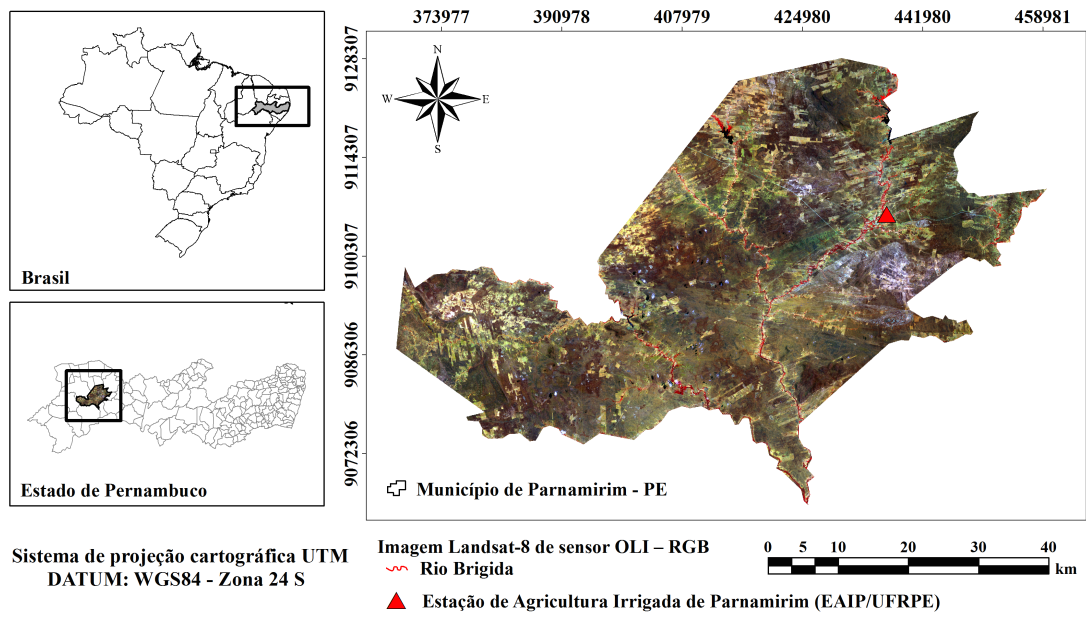 373977 390978 407979 424980 441980 458981
9128307
9114307
9100307
9086306
9072306
N
W E
S
Brasil
Estado de Pernambuco
Município de Parnamirim - PE
Sistema de projeção cartográfica UTM
DATUM: WGS84 - Zona 24 S
Imagem Landsat-8 de sensor OLI – RGB
Rio Brigida
Estação de Agricultura Irrigada de Parnamirim (EAIP/UFRPE)
0 5 10 20 30 40
km